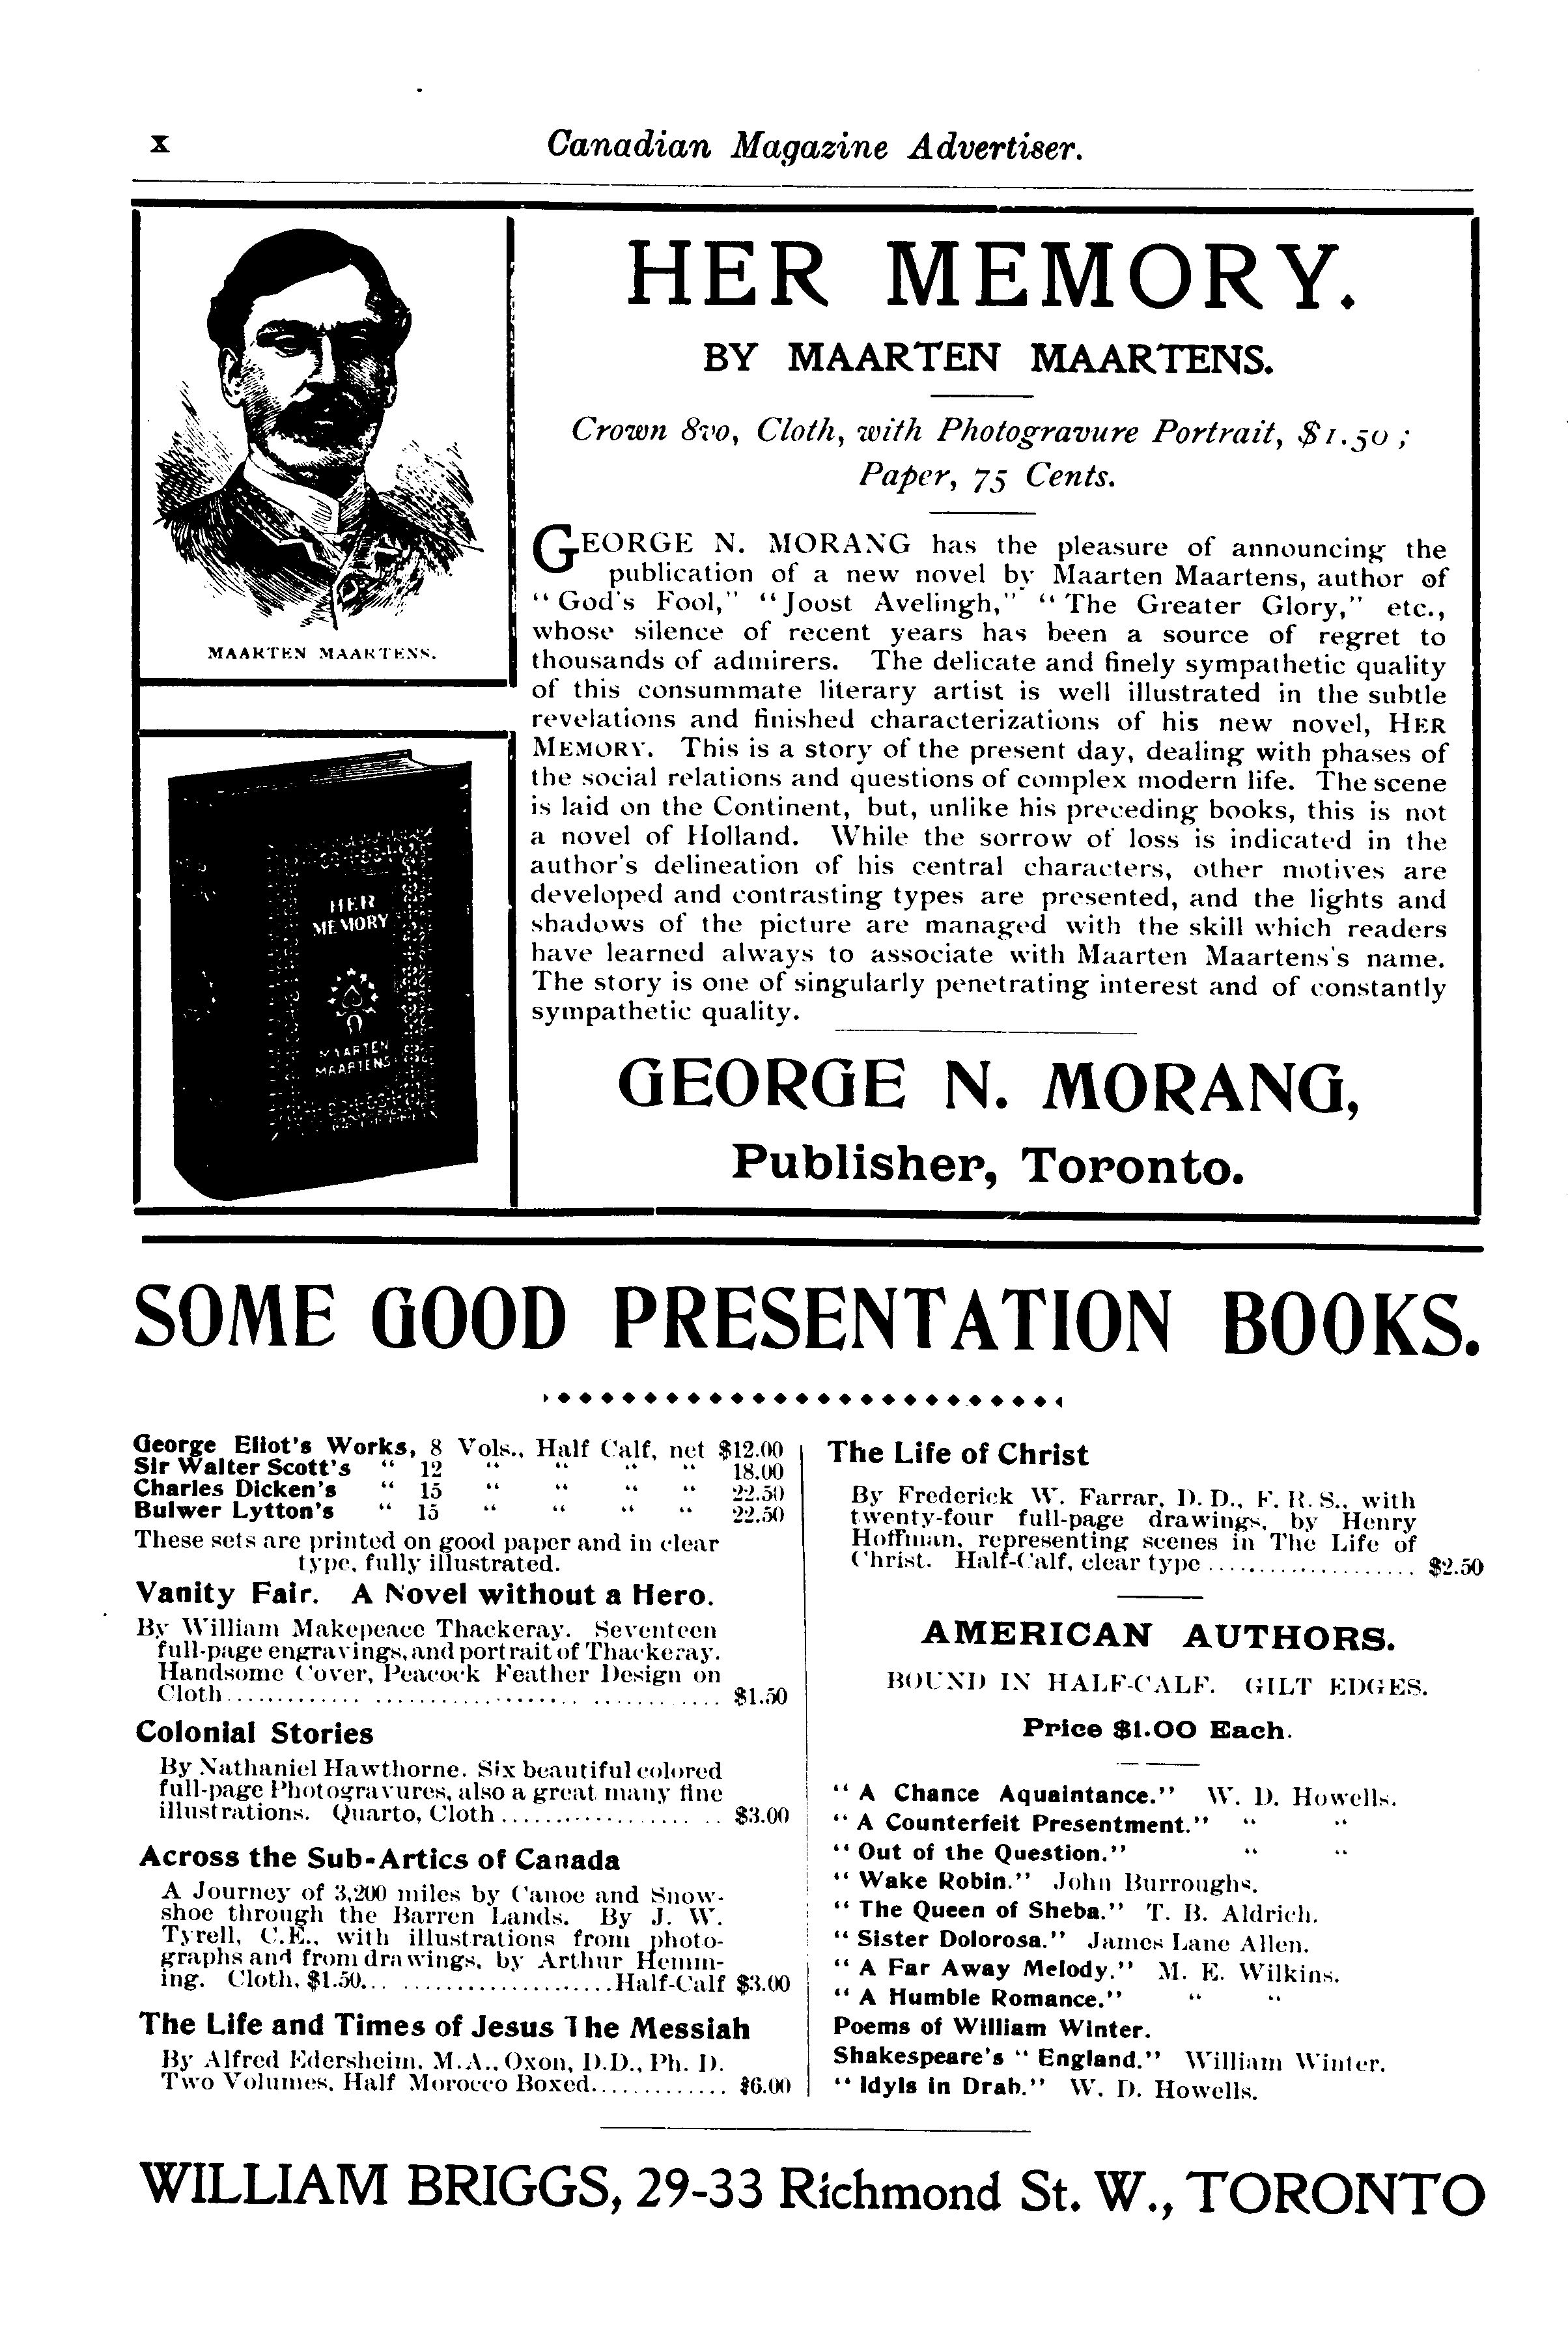 x
Canadian Magazine Advertiser.
MAARTEN MAARTENS.
HER
MEMORY
MAARTEN
MAARTENS
HER MEMORY.
BY MAARTEN MAARTENS.
Crown 8vo, Cloth, with Photogravure Portrait, $1.50;
Paper, 75 Cents.
GEORGE N. MORANG has the pleasure of announcing the
publication of a new novel by Maarten Maartens, author of
"God's Fool," "Joost Avelingh," "The Greater Glory," etc.,
whose silence of recent years has been a source of regret to
thousands of admirers. The delicate and finely sympathetic quality
of this consummate literary artist is well illustrated in the subtle
revelations and finished characterizations of his new novel, HER
MEMORY. This is a story of the present day, dealing with phases of
the social relations and questions of complex modern life. The scene
is laid on the Continent, but, unlike his preceding books, this is not
a novel of Holland. While the sorrow of loss is indicated in the
author's delineation of his central characters, other motives are
developed and contrasting types are presented, and the lights and
shadows of the picture are managed with the skill which readers
have learned always to associate with Maarten Maartens's name.
The story is one of singularly penetrating interest and of constantly
sympathetic quality.
GEORGE N. MORANG,
Publisher, Toronto.
SOME GOOD PRESENTATION BOOKS.
George Eliot's Works, 8 Vols., Half Calf, net $12.00
Sir Walter Scott's " 12 " " " " 18.00
Charles Dicken's " 15 " " " " 22.50
Bulwer Lytton's " 15 " " " " 22.50
These sets are printed on good paper and in clear
type, fully illustrated.
Vanity Fair. A Novel without a Hero.
By William Makepeace Thackeray. Seventeen
full-page engravings, and portrait of Thackeray.
Handsome Cover, Peacock Feather Design on
Cloth.......... $1.50
Colonial Stories
By Nathaniel Hawthorne. Six beautiful colored
full-page Photogravures, also a great many fine
illustrations. Quarto, Cloth.......... $3.00
Across the Sub-Artics of Canada
A Journey of 3,200 miles by Canoe and Snow-
shoe through the Barren Lands. By J. W.
Tyrell, C.E., with illustrations from photo-
graphs and from drawings, by Arthur Hemm-
ing. Cloth, $1.50..........Half-Calf $3.00
The Life and Times of Jesus The Messiah
By Alfred Edersheim, M.A., Oxon, D.D., Ph. D.
Two Volumes, Half Morocco Boxed.......... $6.00
The Life of Christ
By Frederick W. Farrar, D. D., F. R. S., with
twenty-four full-page drawings, by Henry
Hoffman, representing scenes in The Life of
Christ. Half-Calf, clear type.......... $2.50
AMERICAN AUTHORS.
BOUND IN HALF-CALF. GILT EDGES.
Price $1.00 Each.
"A Chance Aquaintance." W. D. Howells.
"A Counterfeit Presentment." " "
"Out of the Question." " "
"Wake Robin." John Burroughs.
"The Queen of Sheba." T. B. Aldrich.
"Sister Dolorosa." James Lane Allen.
"A Far Away Melody." M. E. Wilkins.
"A Humble Romance." " "
Poems of William Winter.
Shakespeare's "England." William Winter.
"Idyls in Drab." W. D. Howells.
WILLIAM BRIGGS, 29-33 Richmond St. W., TORONTO